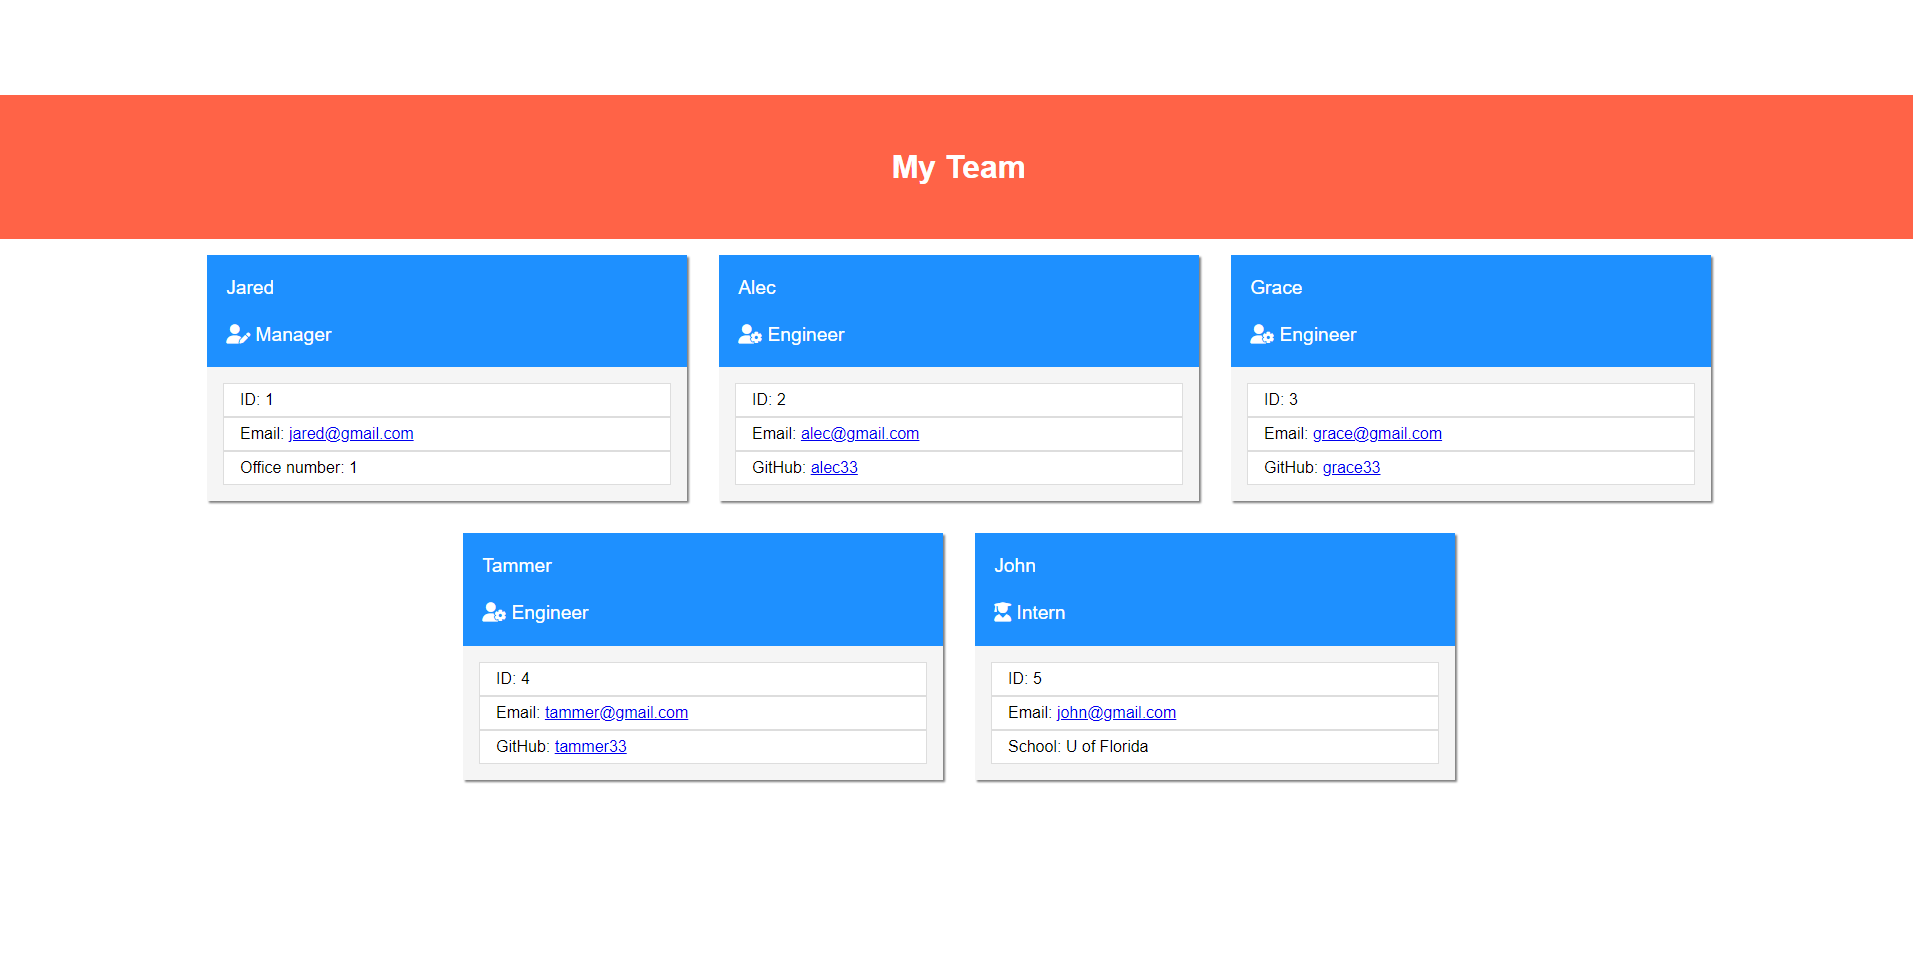 My Team
Jared
Manager
ID: 1
Email: jared@gmail.com
Office number: 1
Alec
Engineer
ID: 2
Email: alec@gmail.com
GitHub: alec33
Grace
Engineer
ID: 3
Email: grace@gmail.com
GitHub: grace33
Tammer
Engineer
ID: 4
Email: tammer@gmail.com
GitHub: tammer33
John
Intern
ID: 5
Email: john@gmail.com
School: U of Florida